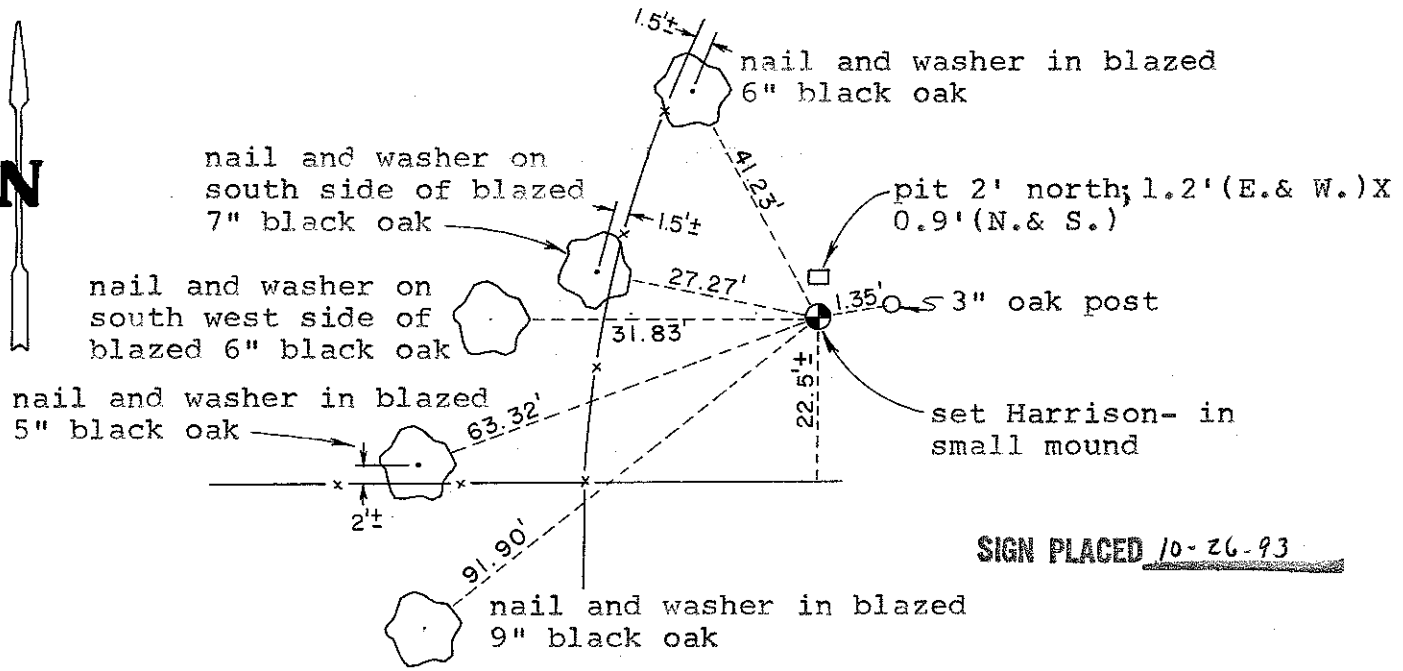 1.5'±
nail and washer in blazed
6" black oak
N
nail and washer on
south side of blazed
7" black oak
1.5'±
41.23'
pit 2' north; 1.2'(E.& W.)X
0.9'(N.& S.)
27.27'
1.35'
3" oak post
nail and washer on
south west side of
blazed 6" black oak
31.83'
22.5'±
nail and washer in blazed
5" black oak
63.32'
set Harrison- in
small mound
2'±
91.90'
SIGN PLACED 10-26-93
nail and washer in blazed
9" black oak